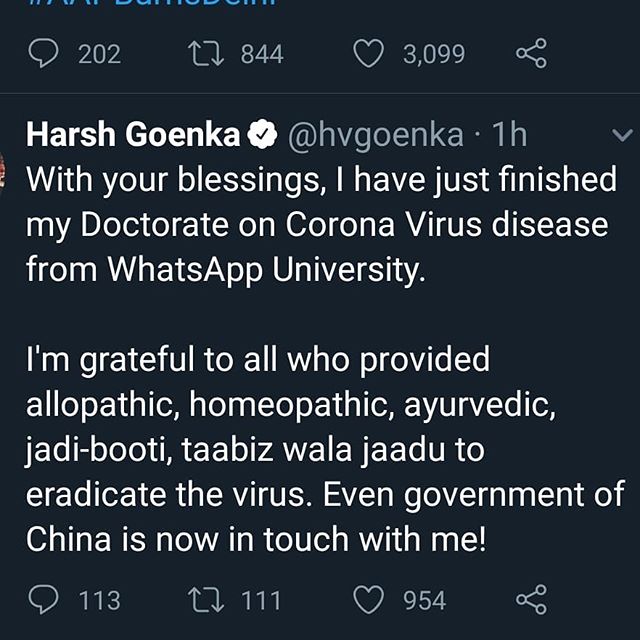 202 844 3,099
Harsh Goenka @hvgoenka · 1h
With your blessings, I have just finished
my Doctorate on Corona Virus disease
from WhatsApp University.
I'm grateful to all who provided
allopathic, homeopathic, ayurvedic,
jadi-booti, taabiz wala jaadu to
eradicate the virus. Even government of
China is now in touch with me!
113 111 954